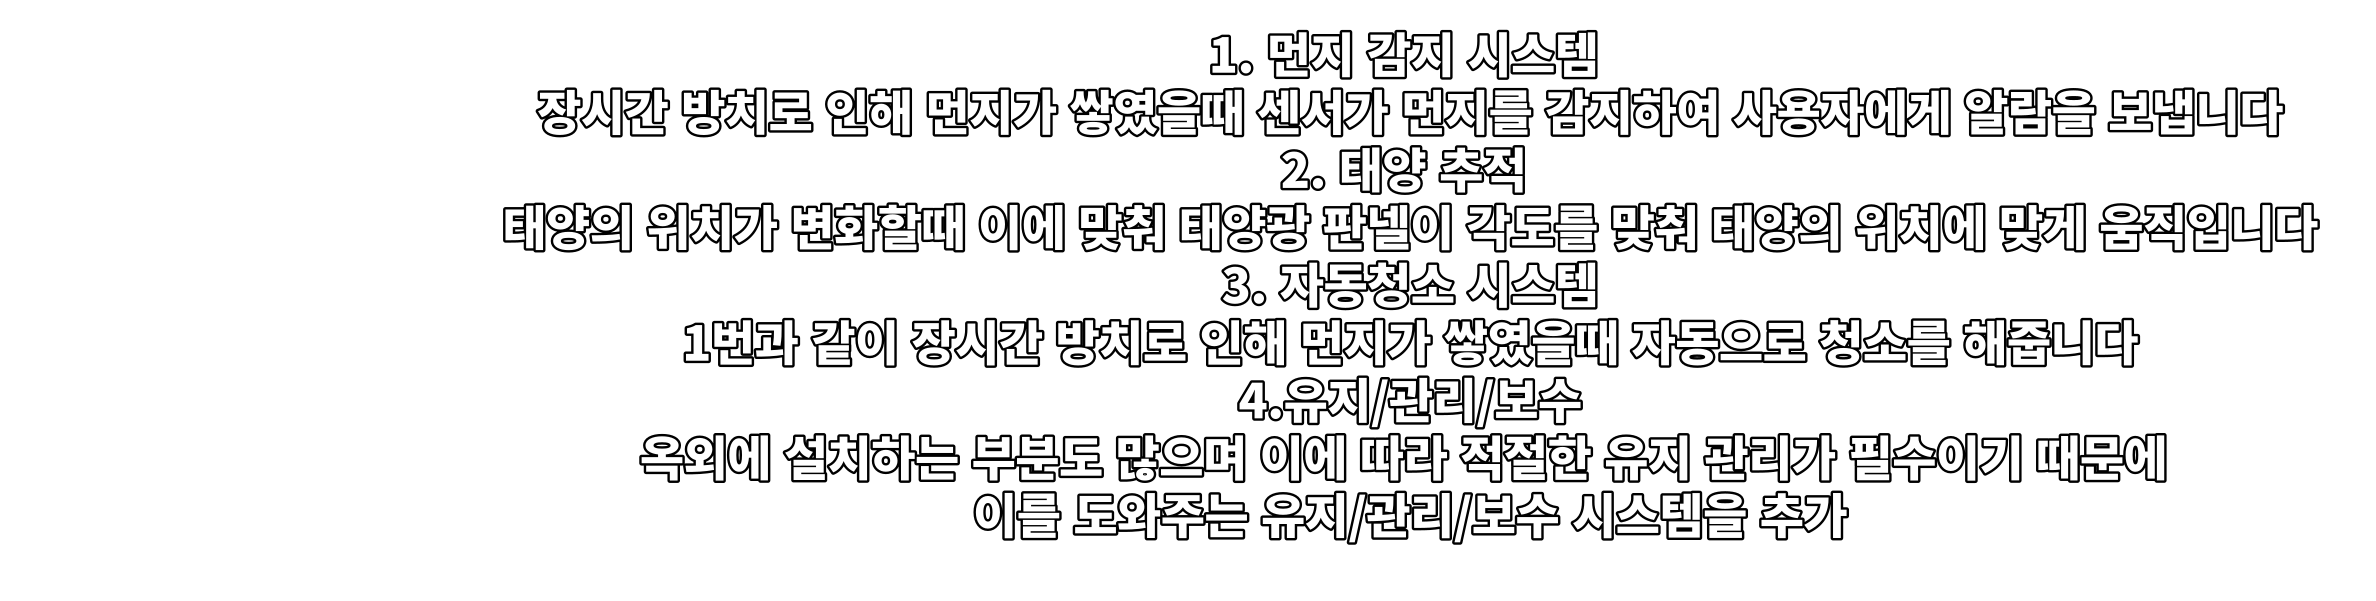 1. 먼지 감지 시스템
장시간 방치로 인해 먼지가 쌓였을때 센서가 먼지를 감지하여 사용자에게 알람을 보냅니다
2. 태양 추적
태양의 위치가 변화할때 이에 맞춰 태양광 판넬이 각도를 맞춰 태양의 위치에 맞게 움직입니다
3. 자동청소 시스템
1번과 같이 장시간 방치로 인해 먼지가 쌓였을때 자동으로 청소를 해줍니다
4.유지/관리/보수
옥외에 설치하는 부분도 많으며 이에 따라 적절한 유지 관리가 필수이기 때문에
이를 도와주는 유지/관리/보수 시스템을 추가